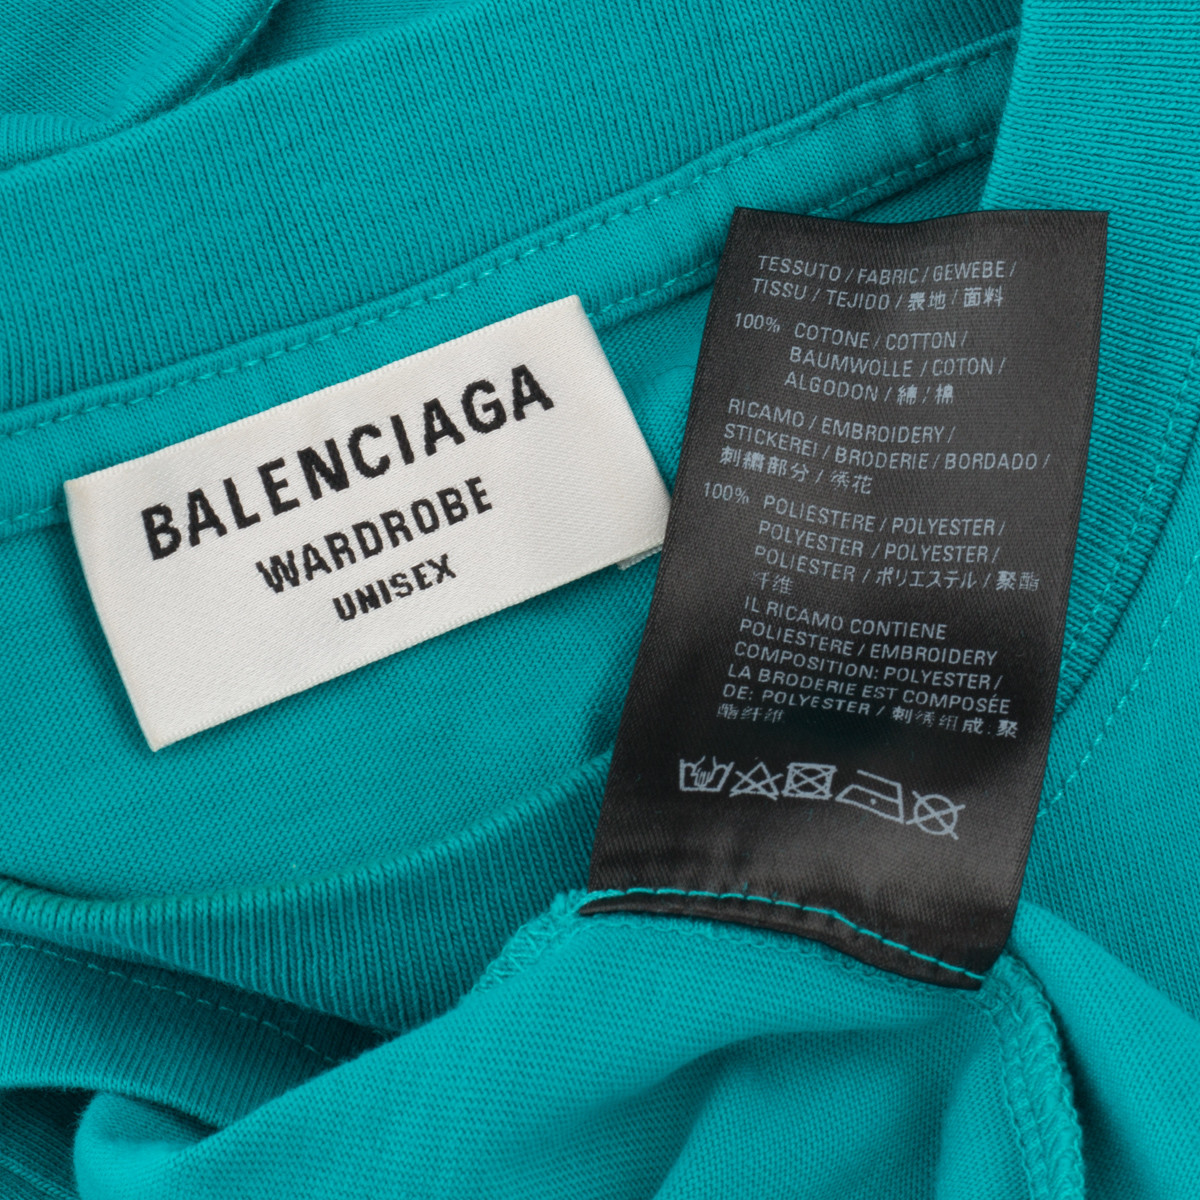 BALENCIAGA
WARDROBE
UNISEX
TESSUTO / FABRIC / GEWEBE /
TISSU / TEJIDO / 表地 / 面料
100% COTONE / COTTON /
BAUMWOLLE / COTON /
ALGODON / 綿 / 棉
RICAMO / EMBROIDERY /
STICKEREI / BRODERIE / BORDADO /
刺繍部分 / 绣花
100% POLIESTERE / POLYESTER /
POLYESTER / POLYESTER /
POLIESTER / ポリエステル / 聚酯
纤维
IL RICAMO CONTIENE
POLIESTERE / EMBROIDERY
COMPOSITION: POLYESTER /
LA BRODERIE EST COMPOSÉE
DE: POLYESTER / 刺绣组成.聚
酯纤维